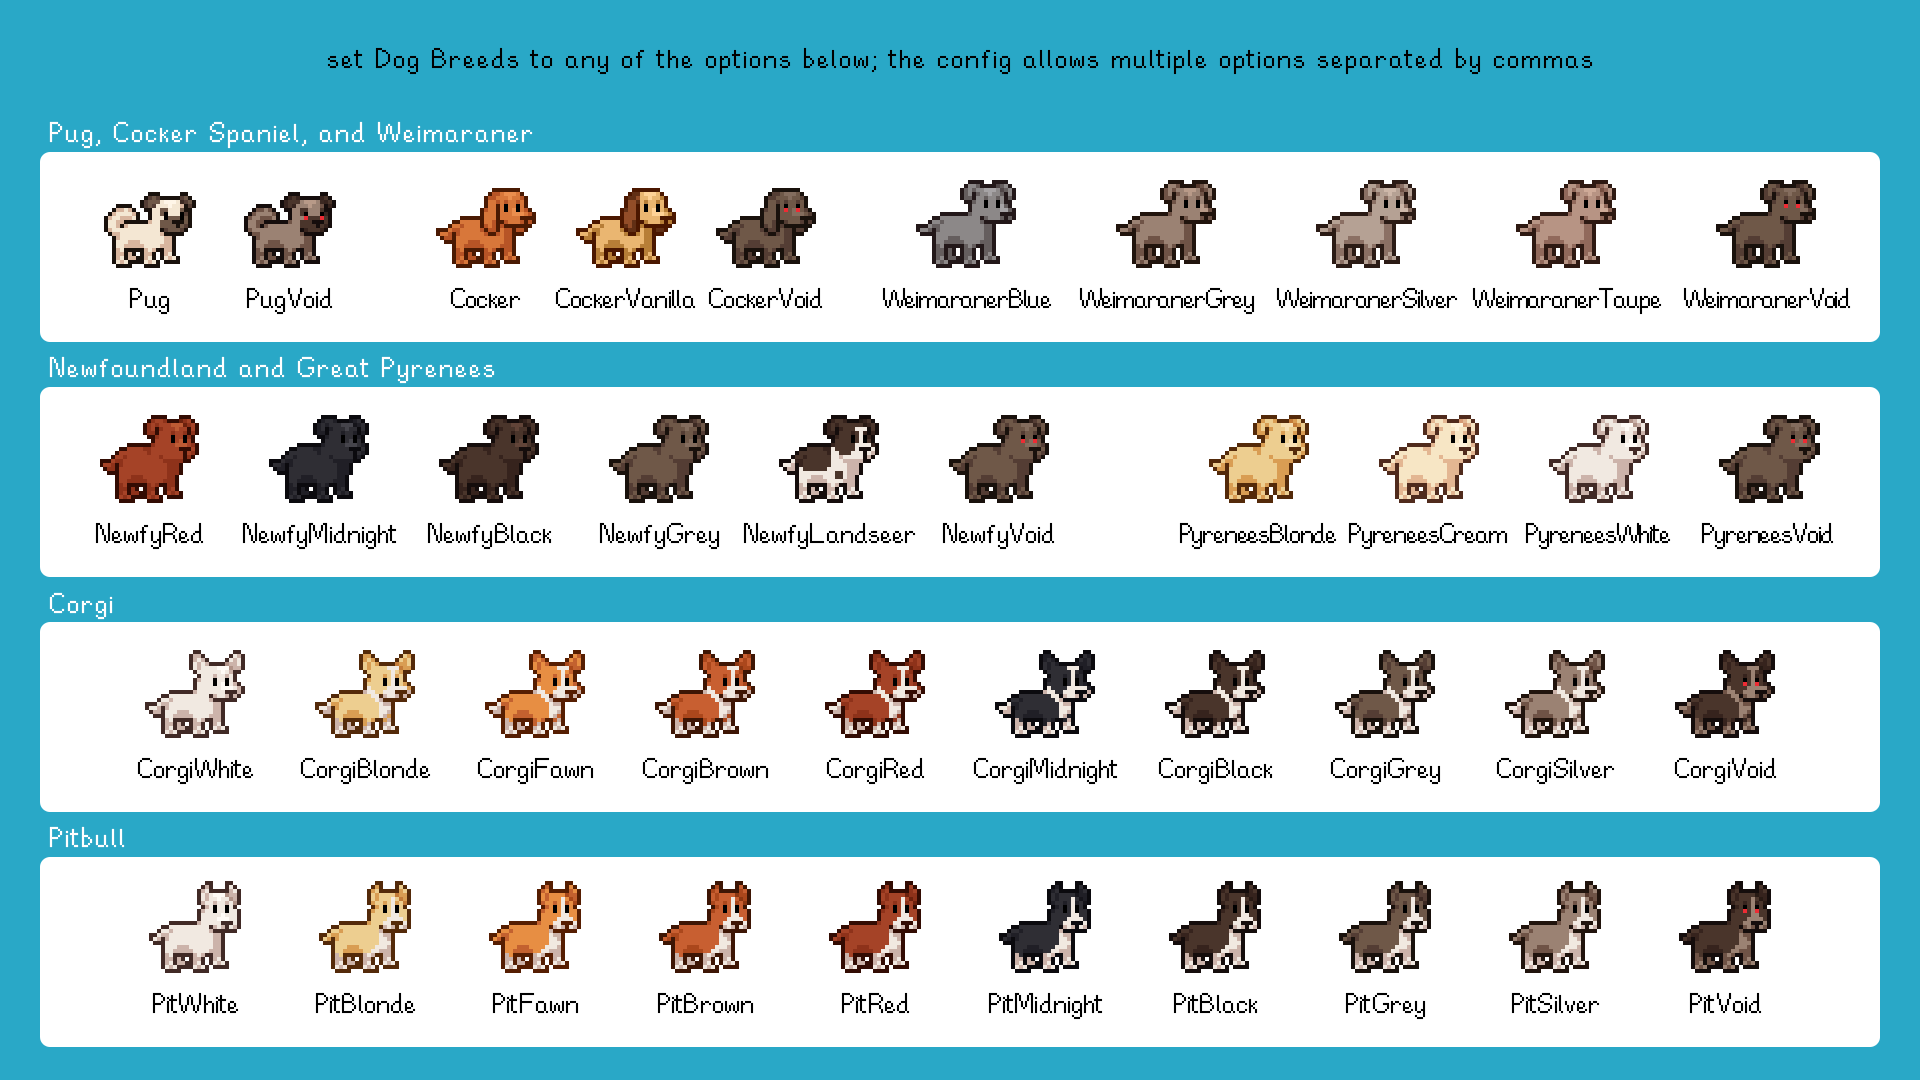 set Dog Breeds to any of the options below; the config allows multiple options separated by commas
Pug, Cocker Spaniel, and Weimaraner
Pug PugVoid Cocker CockerVanilla CockerVoid WeimaranerBlue WeimaranerGrey WeimaranerSilver WeimaranerTaupe WeimaranerVoid
Newfoundland and Great Pyrenees
NewfyRed NewfyMidnight NewfyBlack NewfyGrey NewfyLandseer NewfyVoid PyreneesBlonde PyreneesCream PyreneesWhite PyreneesVoid
Corgi
CorgiWhite CorgiBlonde CorgiFawn CorgiBrown CorgiRed CorgiMidnight CorgiBlack CorgiGrey CorgiSilver CorgiVoid
Pitbull
PitWhite PitBlonde PitFawn PitBrown PitRed PitMidnight PitBlack PitGrey PitSilver PitVoid